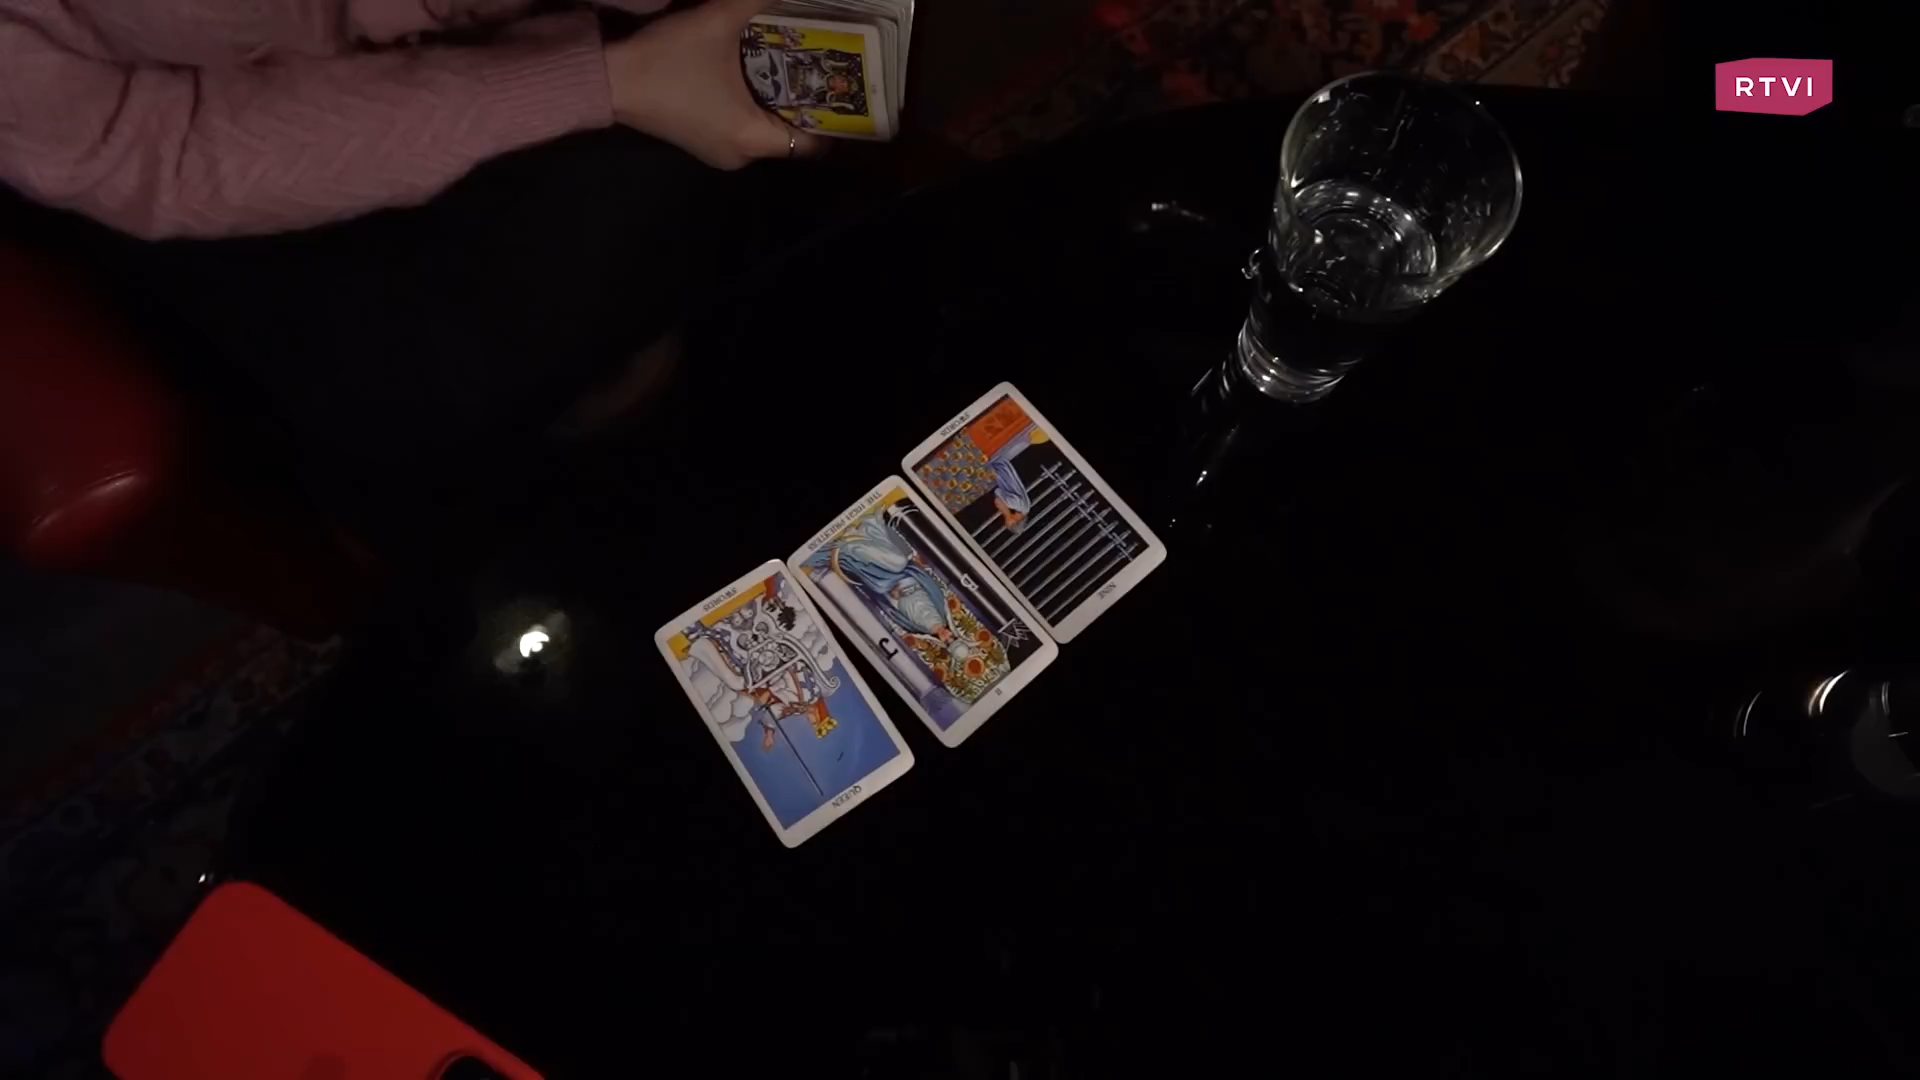 RTVI
SWORDS
NINE
THE HIGH PRIESTESS
B
J
II
SWORDS
QUEEN